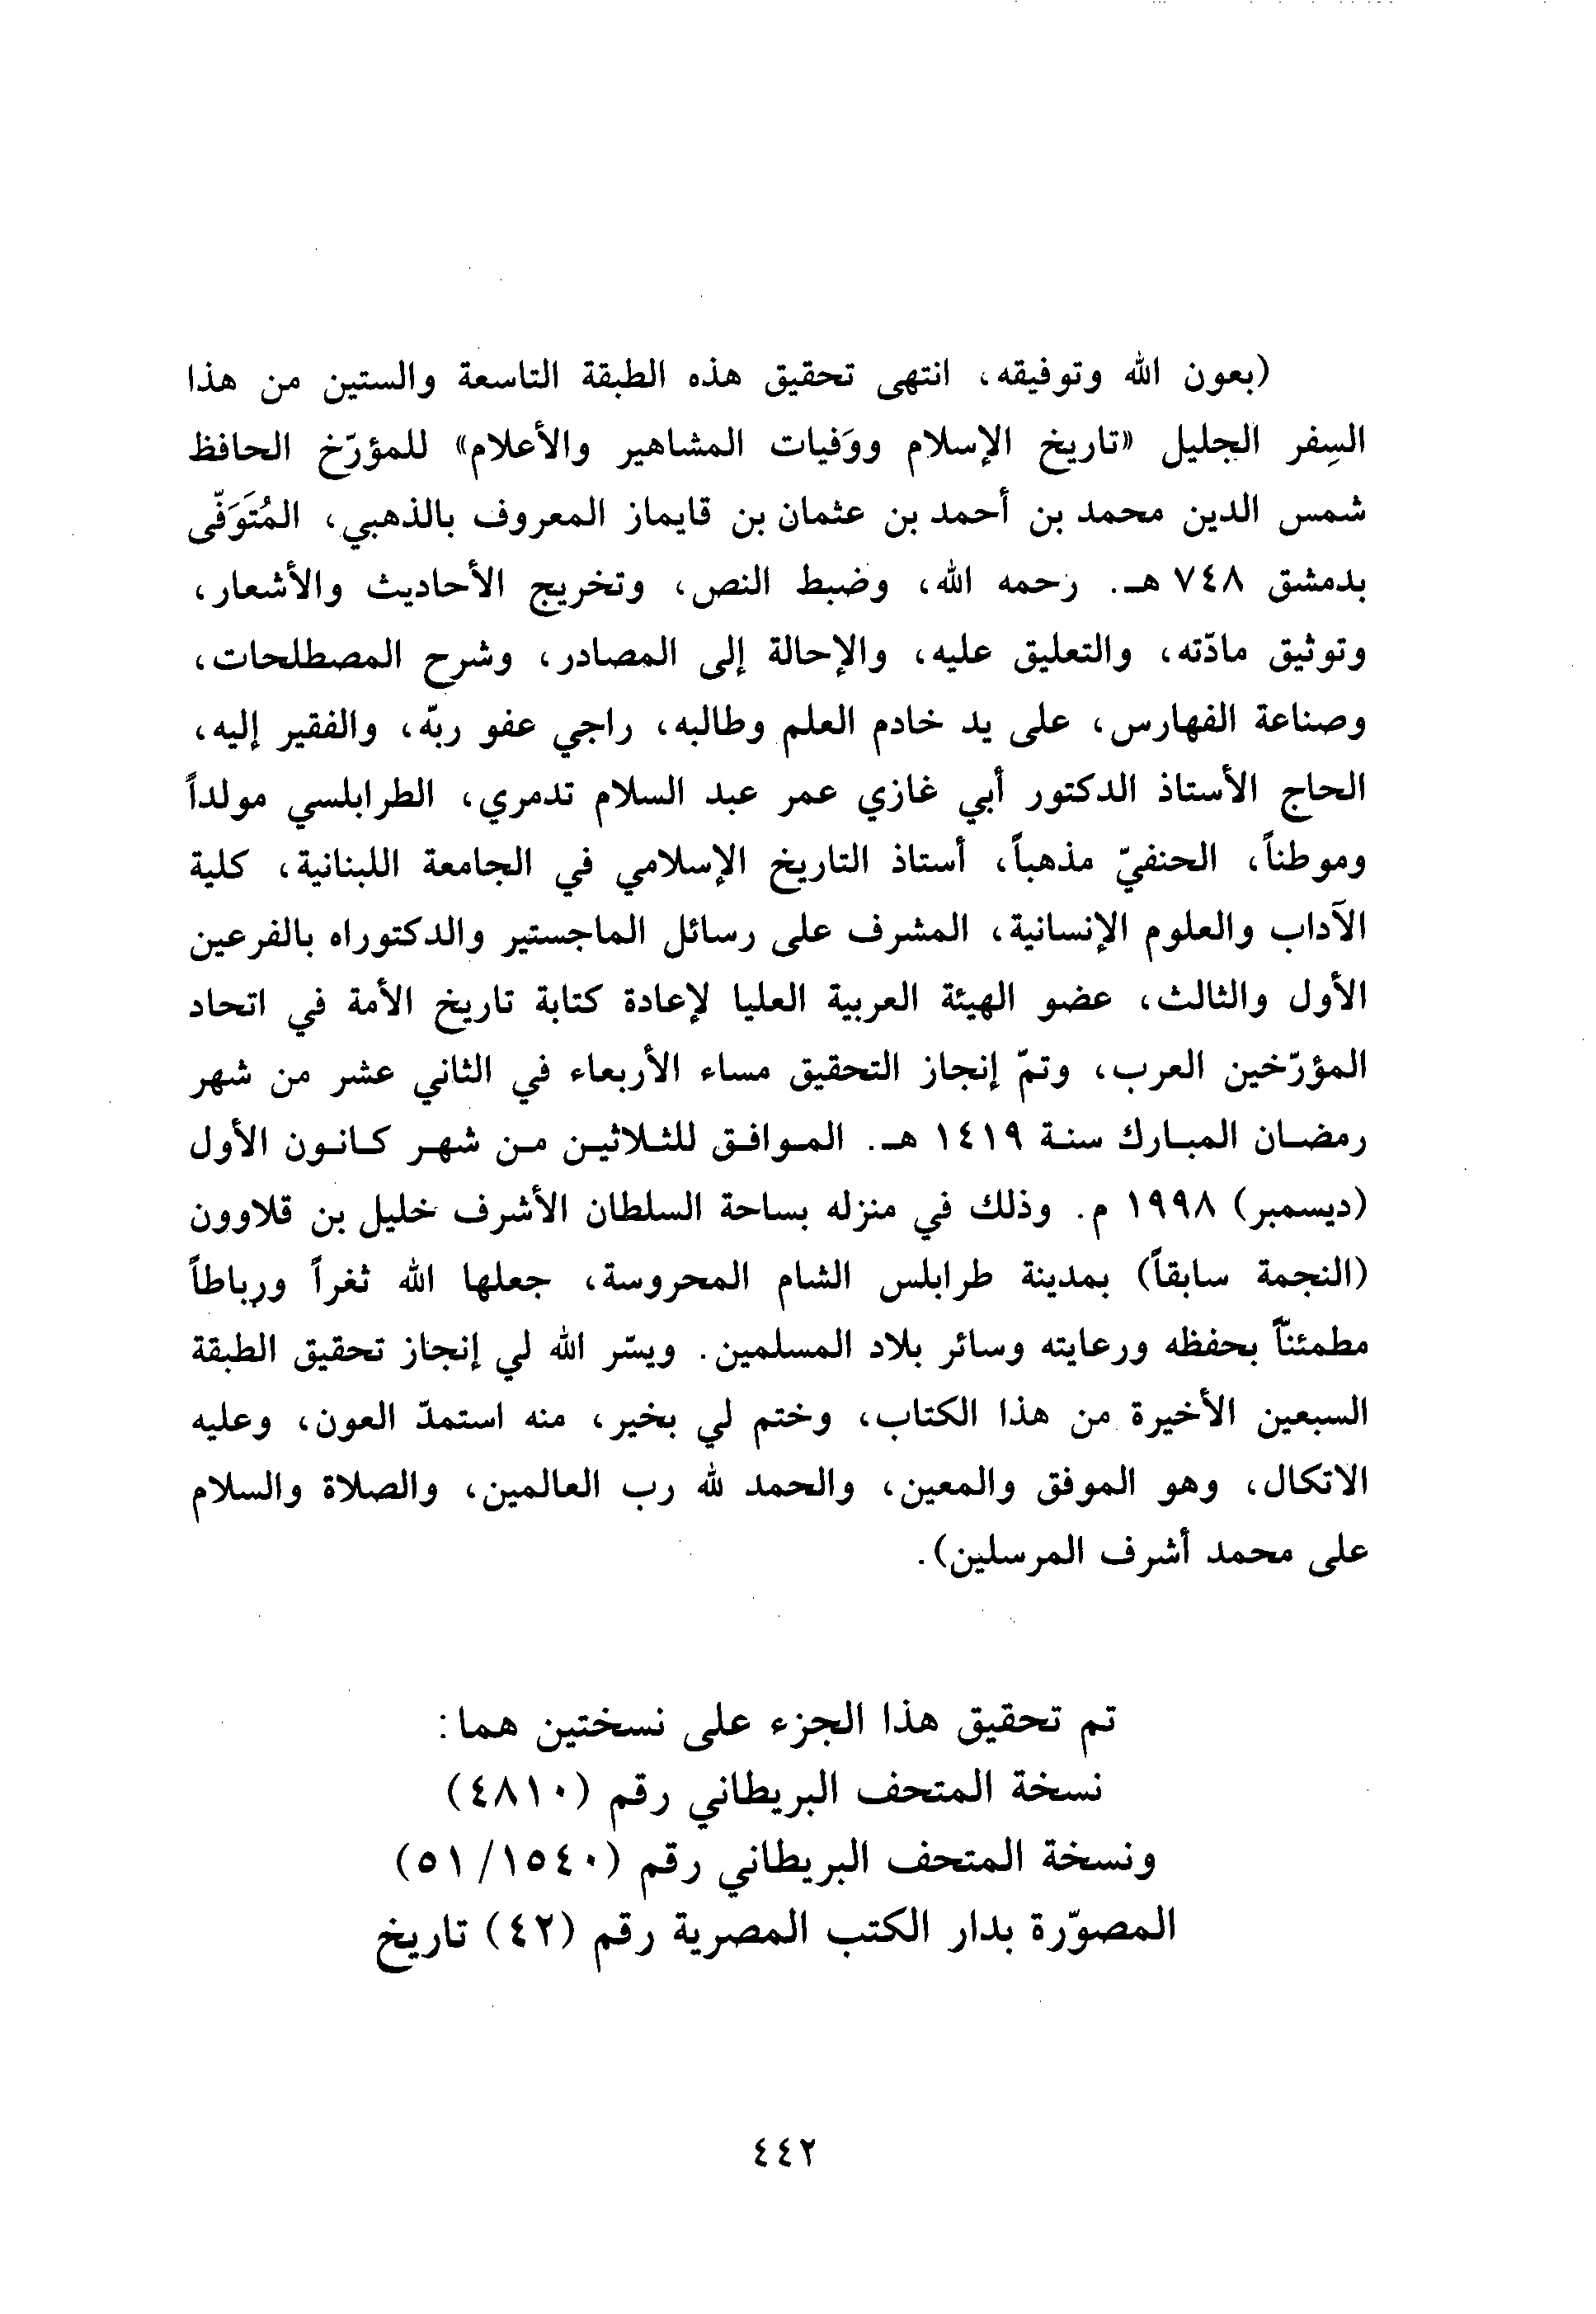 (بعون الله وتوفيقه، انتهى تحقيق هذه الطبقة التاسعة والستين من هذا
السِفر الجليل «تاريخ الإسلام ووَفيات المشاهير والأعلام» للمؤرّخ الحافظ
شمس الدين محمد بن أحمد بن عثمان بن قايماز المعروف بالذهبي، المُتَوَفّى
بدمشق ٧٤٨ هـ. رحمه الله، وضبط النص، وتخريج الأحاديث والأشعار،
وتوثيق مادّته، والتعليق عليه، والإحالة إلى المصادر، وشرح المصطلحات،
وصناعة الفهارس، على يد خادم العلم وطالبه، راجي عفو ربّه، والفقير إليه،
الحاج الأستاذ الدكتور أبي غازي عمر عبد السلام تدمري، الطرابلسي مولداً
وموطناً، الحنفيّ مذهباً، أستاذ التاريخ الإسلامي في الجامعة اللبنانية، كلية
الآداب والعلوم الإنسانية، المشرف على رسائل الماجستير والدكتوراه بالفرعين
الأول والثالث، عضو الهيئة العربية العليا لإعادة كتابة تاريخ الأمة في اتحاد
المؤرّخين العرب، وتمّ إنجاز التحقيق مساء الأربعاء في الثاني عشر من شهر
رمضان المبارك سنة ١٤١٩ هـ. الموافق للثلاثين من شهر كانون الأول
(ديسمبر) ١٩٩٨ م. وذلك في منزله بساحة السلطان الأشرف خليل بن قلاوون
(النجمة سابقاً) بمدينة طرابلس الشام المحروسة، جعلها الله ثغراً ورباطاً
مطمئنّاً بحفظه ورعايته وسائر بلاد المسلمين. ويسّر الله لي إنجاز تحقيق الطبقة
السبعين الأخيرة من هذا الكتاب، وختم لي بخير، منه استمدّ العون، وعليه
الاتكال، وهو الموفق والمعين، والحمد لله رب العالمين، والصلاة والسلام
على محمد أشرف المرسلين).
تم تحقيق هذا الجزء على نسختين هما:
نسخة المتحف البريطاني رقم (٤٨١٠)
ونسخة المتحف البريطاني رقم (١٥٤٠/ ٥١)
المصوّرة بدار الكتب المصرية رقم (٤٢) تاريخ
٤٤٢